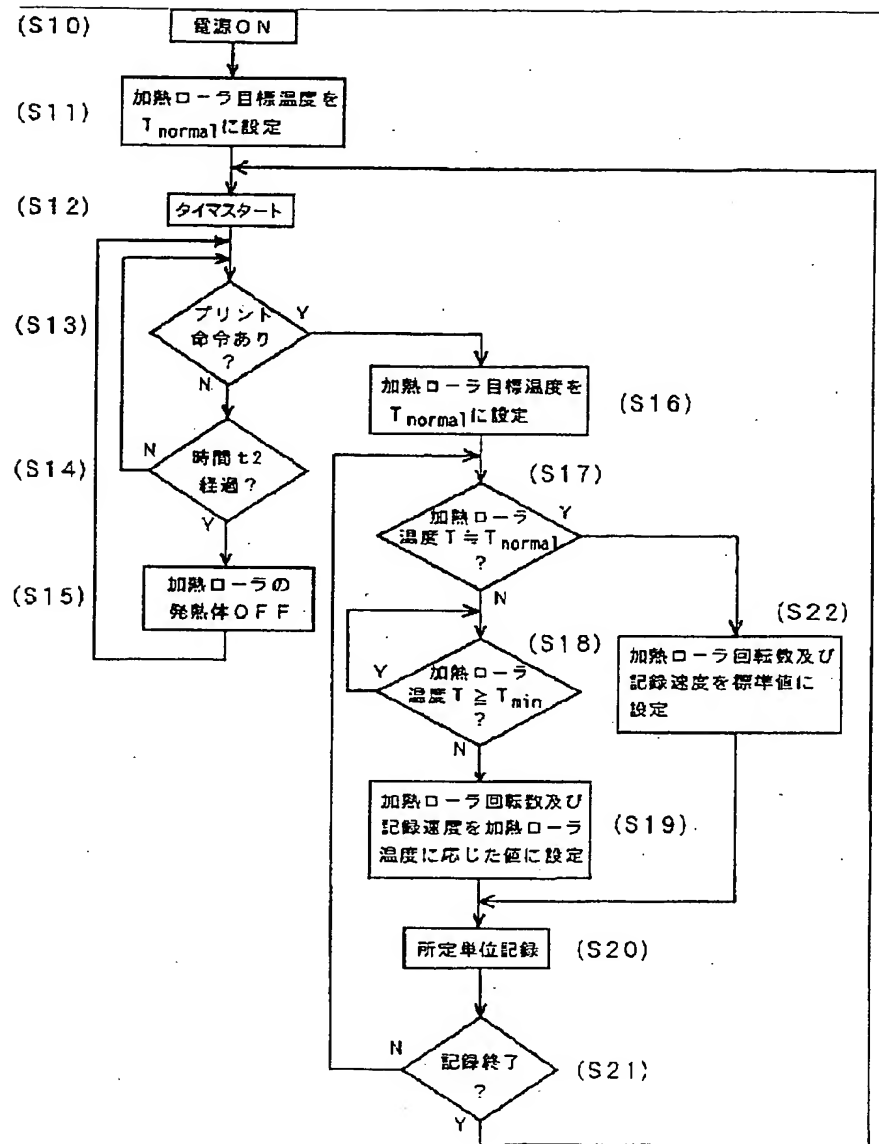 (S10)
電源ON
(S11)
加熱ローラ目標温度を
Tnormalに設定
(S12)
タイマスタート
(S13)
プリント
命令あり
?
Y
N
(S14)
時間t2
経過?
N
Y
(S15)
加熱ローラの
発熱体OFF
加熱ローラ目標温度を
Tnormalに設定
(S16)
(S17)
加熱ローラ
温度T≒Tnormal
?
Y
N
(S18)
加熱ローラ
温度T≧Tmin
?
Y
N
(S22)
加熱ローラ回転数及び
記録速度を標準値に
設定
加熱ローラ回転数及び
記録速度を加熱ローラ
温度に応じた値に設定
(S19)
所定単位記録
(S20)
記録終了
?
N
(S21)
Y